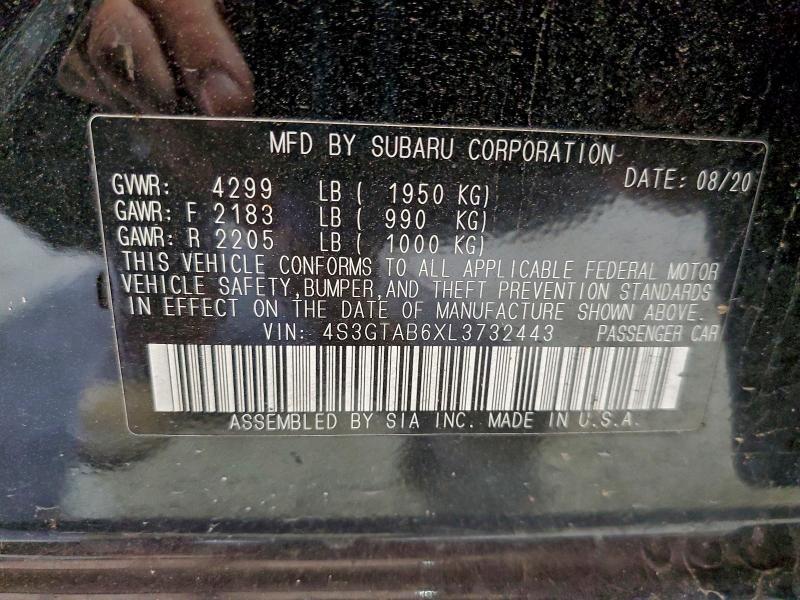 MFD BY SUBARU CORPORATION
DATE: 08/20
GVWR: 4299 LB ( 1950 KG)
GAWR: F 2183 LB ( 990 KG)
GAWR: R 2205 LB ( 1000 KG)
THIS VEHICLE CONFORMS TO ALL APPLICABLE FEDERAL MOTOR
VEHICLE SAFETY, BUMPER, AND THEFT PREVENTION STANDARDS
IN EFFECT ON THE DATE OF MANUFACTURE SHOWN ABOVE.
VIN: 4S3GTAB6XL3732443 PASSENGER CAR
ASSEMBLED BY SIA INC. MADE IN U.S.A.